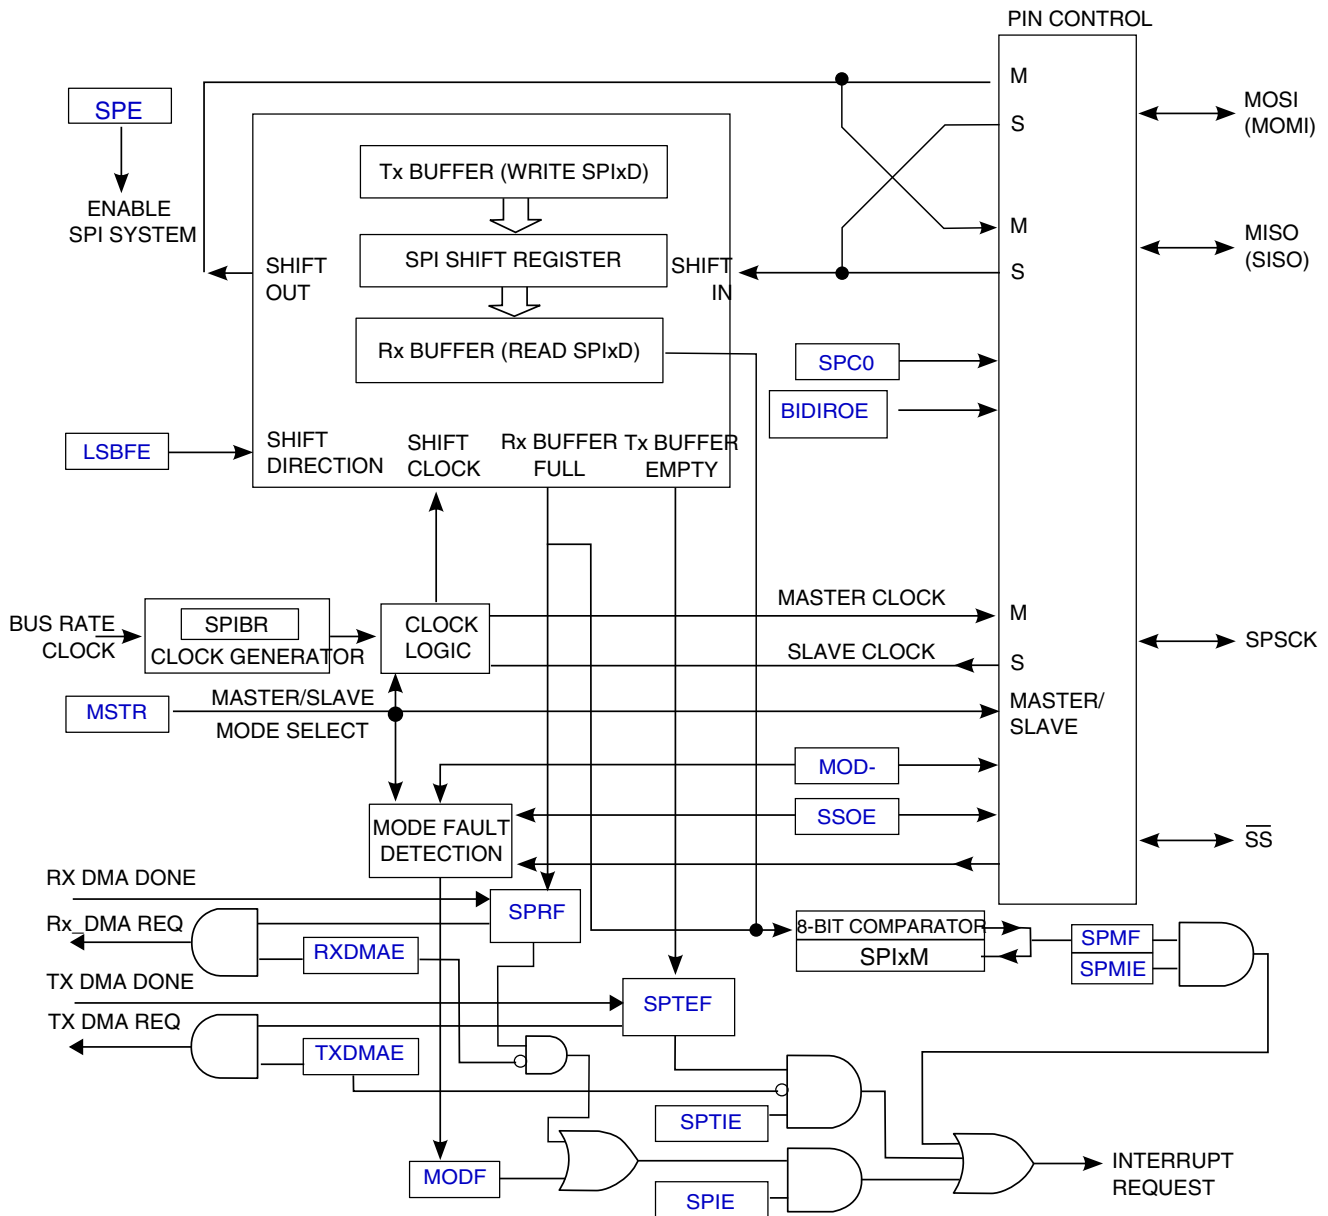 PIN CONTROL
SPE
ENABLE
SPI SYSTEM
Tx BUFFER (WRITE SPIxD)
SPI SHIFT REGISTER
Rx BUFFER (READ SPIxD)
SHIFT
OUT
SHIFT
IN
LSBFE
SHIFT
DIRECTION
SHIFT
CLOCK
Rx BUFFER
FULL
Tx BUFFER
EMPTY
M
S
M
S
MOSI
(MOMI)
MISO
(SISO)
SPC0
BIDIROE
BUS RATE
CLOCK
SPIBR
CLOCK GENERATOR
CLOCK
LOGIC
MASTER CLOCK
SLAVE CLOCK
M
S
SPSCK
MSTR
MASTER/SLAVE
MODE SELECT
MASTER/
SLAVE
MOD-
SSOE
MODE FAULT
DETECTION
SS
RX DMA DONE
Rx_DMA REQ
RXDMAE
SPRF
8-BIT COMPARATOR
SPIxM
SPMF
SPMIE
TX DMA DONE
TX DMA REQ
TXDMAE
SPTEF
SPTIE
MODF
SPIE
INTERRUPT
REQUEST